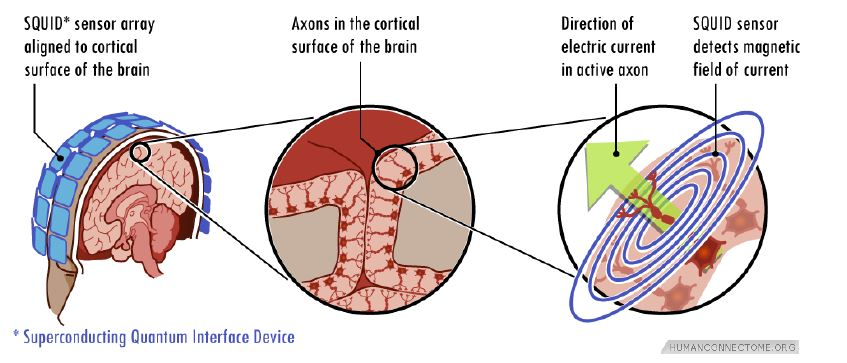 SQUID* sensor array
aligned to cortical
surface of the brain
Axons in the cortical
surface of the brain
Direction of
electric current
in active axon
SQUID sensor
detects magnetic
field of current
* Superconducting Quantum Interface Device
HUMANCONNECTOME.ORG